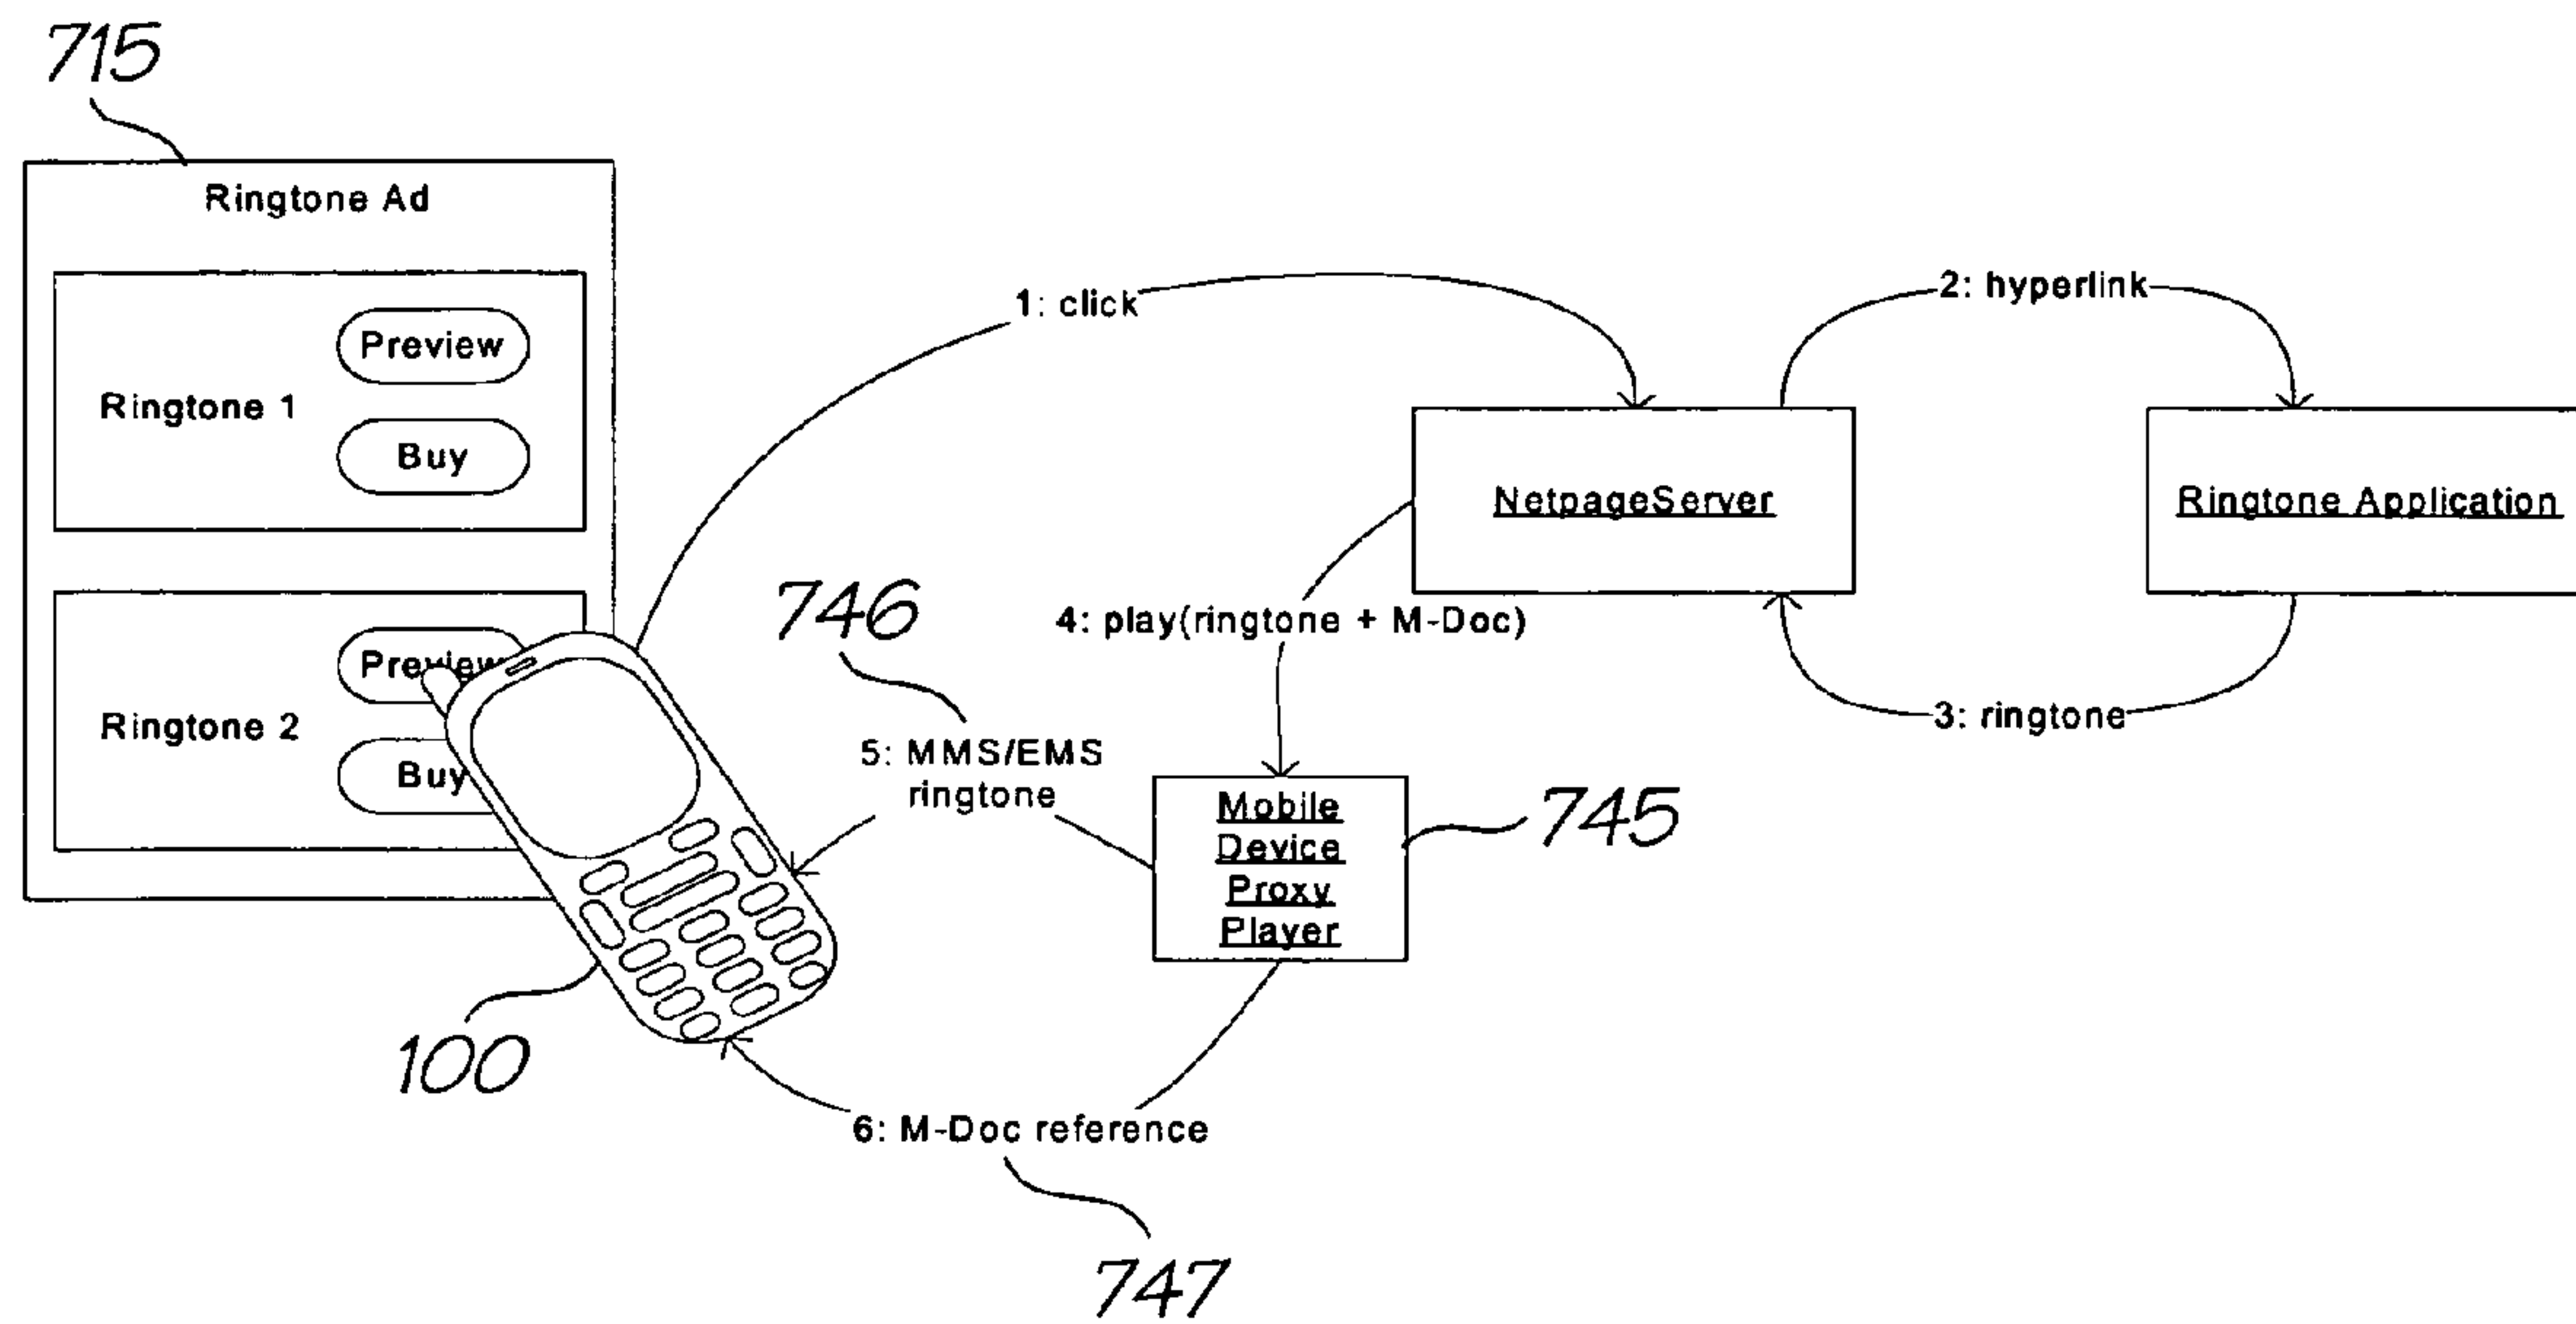 715
Ringtone Ad
Ringtone 1
Preview
Buy
Ringtone 2
Preview
Buy
100
1: click
2: hyperlink
NetpageServer
Ringtone Application
3: ringtone
4: play(ringtone + M-Doc)
746
5: MMS/EMS
ringtone
Mobile
Device
Proxy
Player
745
6: M-Doc reference
747